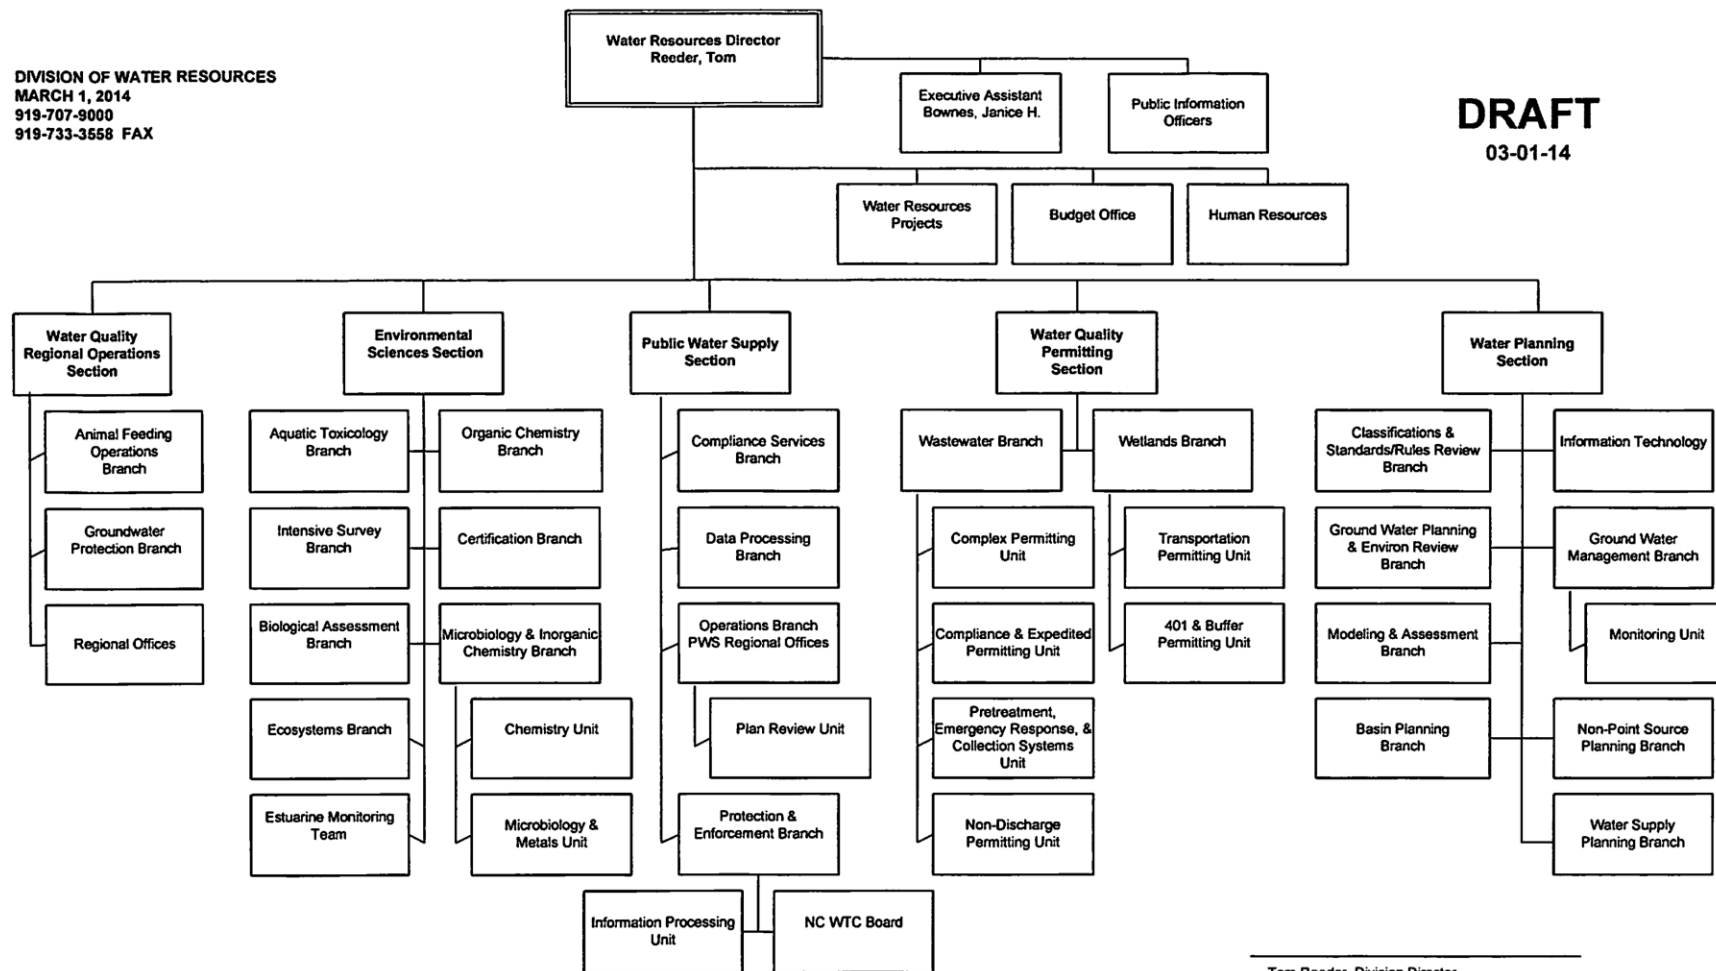 Water Resources Director
Reeder, Tom
DIVISION OF WATER RESOURCES
MARCH 1, 2014
919-707-9000
919-733-3558 FAX
Executive Assistant
Bownes, Janice H.
Public Information
Officers
DRAFT
03-01-14
Water Resources
Projects
Budget Office
Human Resources
Water Quality
Regional Operations
Section
Environmental
Sciences Section
Public Water Supply
Section
Water Quality
Permitting
Section
Water Planning
Section
Animal Feeding
Operations
Branch
Aquatic Toxicology
Branch
Organic Chemistry
Branch
Compliance Services
Branch
Wastewater Branch
Wetlands Branch
Classifications &
Standards/Rules Review
Branch
Information Technology
Groundwater
Protection Branch
Intensive Survey
Branch
Certification Branch
Data Processing
Branch
Complex Permitting
Unit
Transportation
Permitting Unit
Ground Water Planning
& Environ Review
Branch
Ground Water
Management Branch
Regional Offices
Biological Assessment
Branch
Microbiology & Inorganic
Chemistry Branch
Operations Branch
PWS Regional Offices
Compliance & Expedited
Permitting Unit
401 & Buffer
Permitting Unit
Modeling & Assessment
Branch
Monitoring Unit
Ecosystems Branch
Chemistry Unit
Plan Review Unit
Pretreatment,
Emergency Response, &
Collection Systems
Unit
Basin Planning
Branch
Non-Point Source
Planning Branch
Estuarine Monitoring
Team
Microbiology &
Metals Unit
Protection &
Enforcement Branch
Non-Discharge
Permitting Unit
Water Supply
Planning Branch
Information Processing
Unit
NC WTC Board
Tom Reeder, Division Director